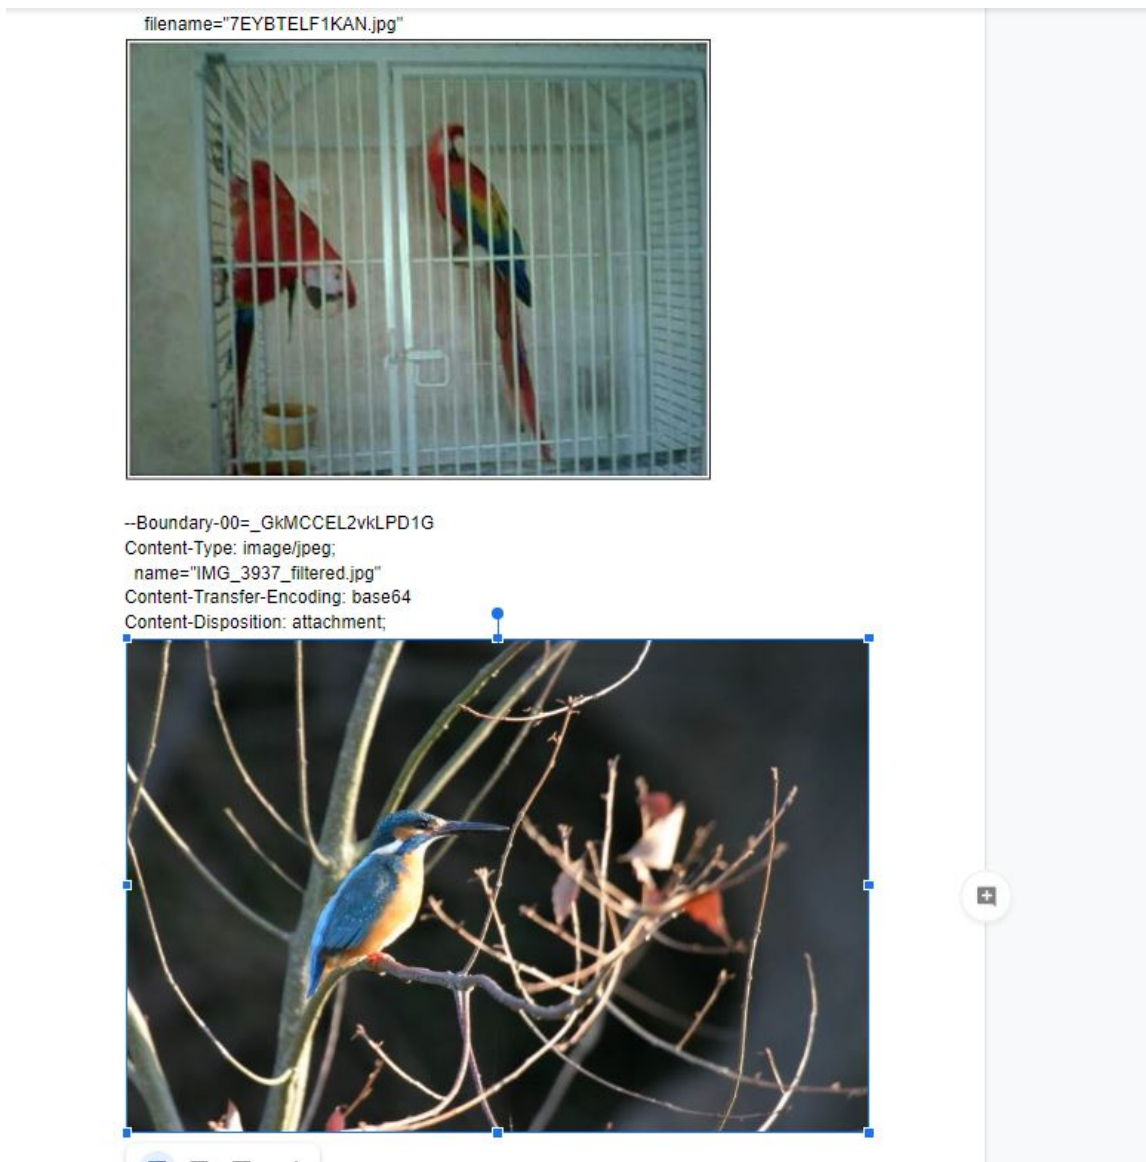 filename="7EYBTELF1KAN.jpg"
--Boundary-00=_GkMCCEL2vkLPD1G
Content-Type: image/jpeg;
name="IMG_3937_filtered.jpg"
Content-Transfer-Encoding: base64
Content-Disposition: attachment;